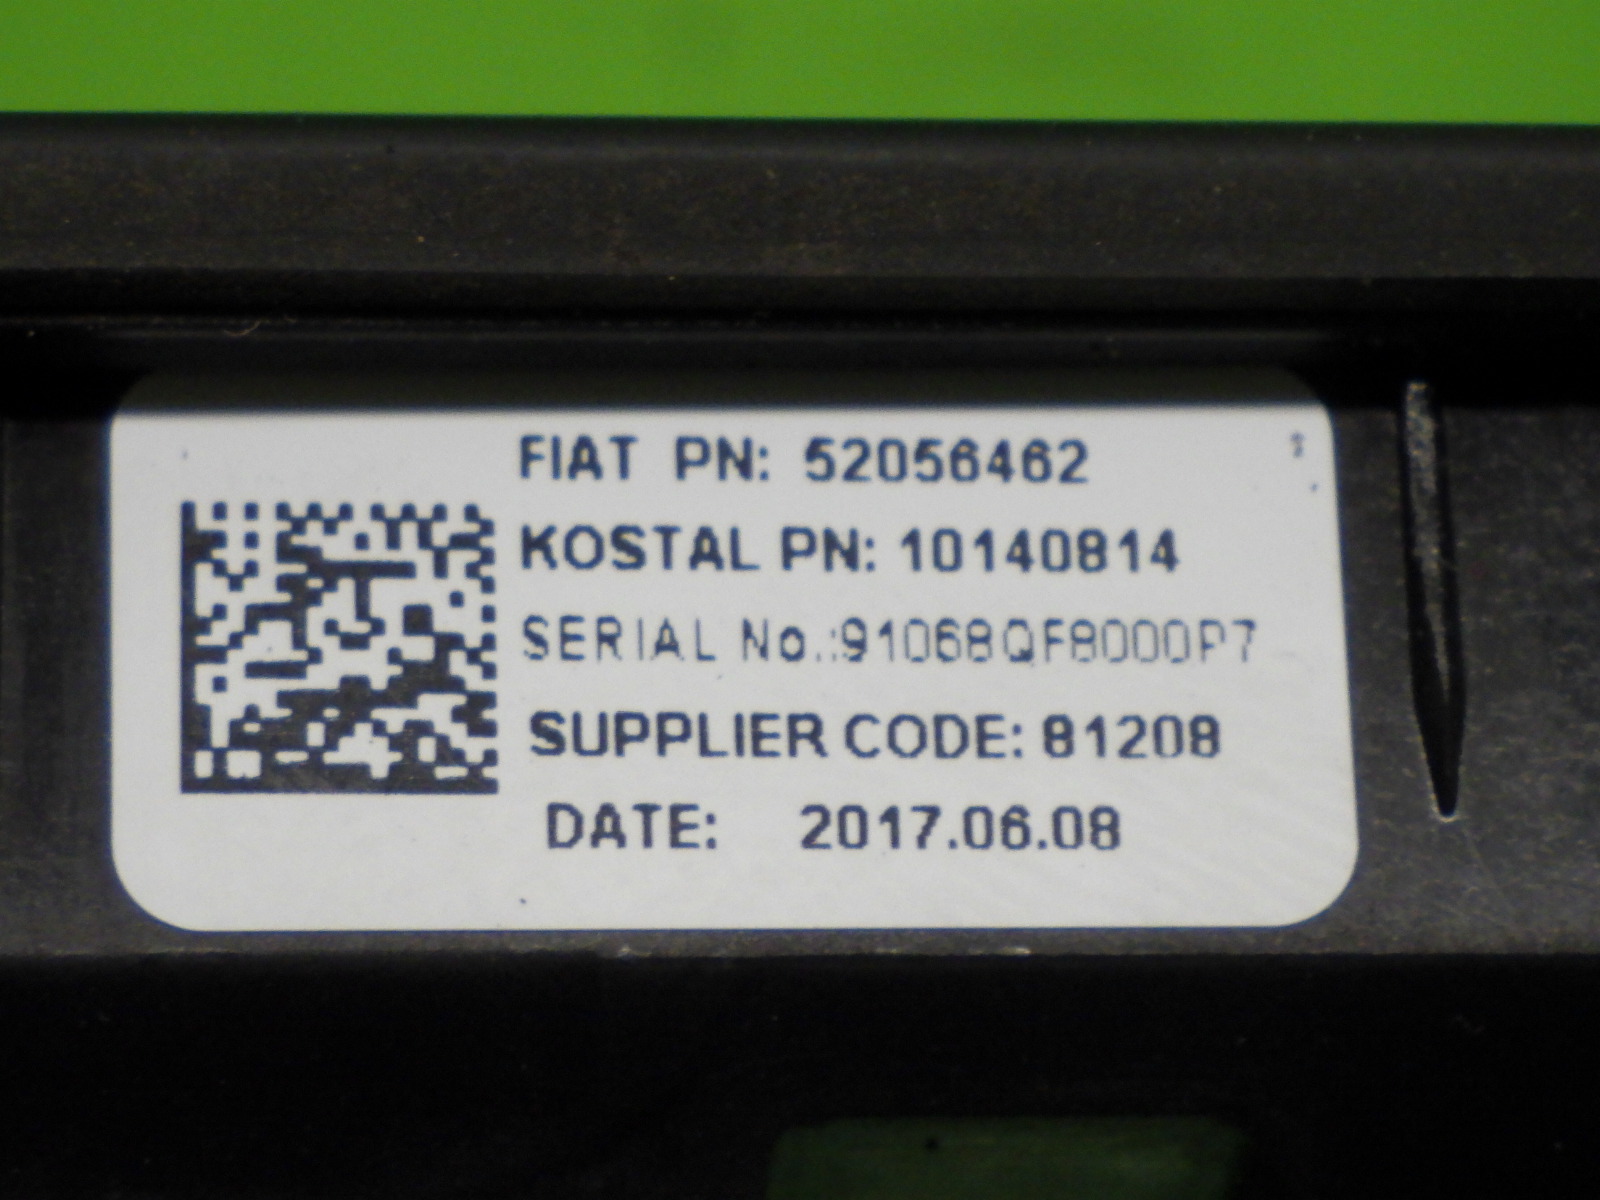 FIAT PN: 52056462
KOSTAL PN: 10140814
SERIAL No.:91068QF8000P7
SUPPLIER CODE: 81208
DATE: 2017.06.08